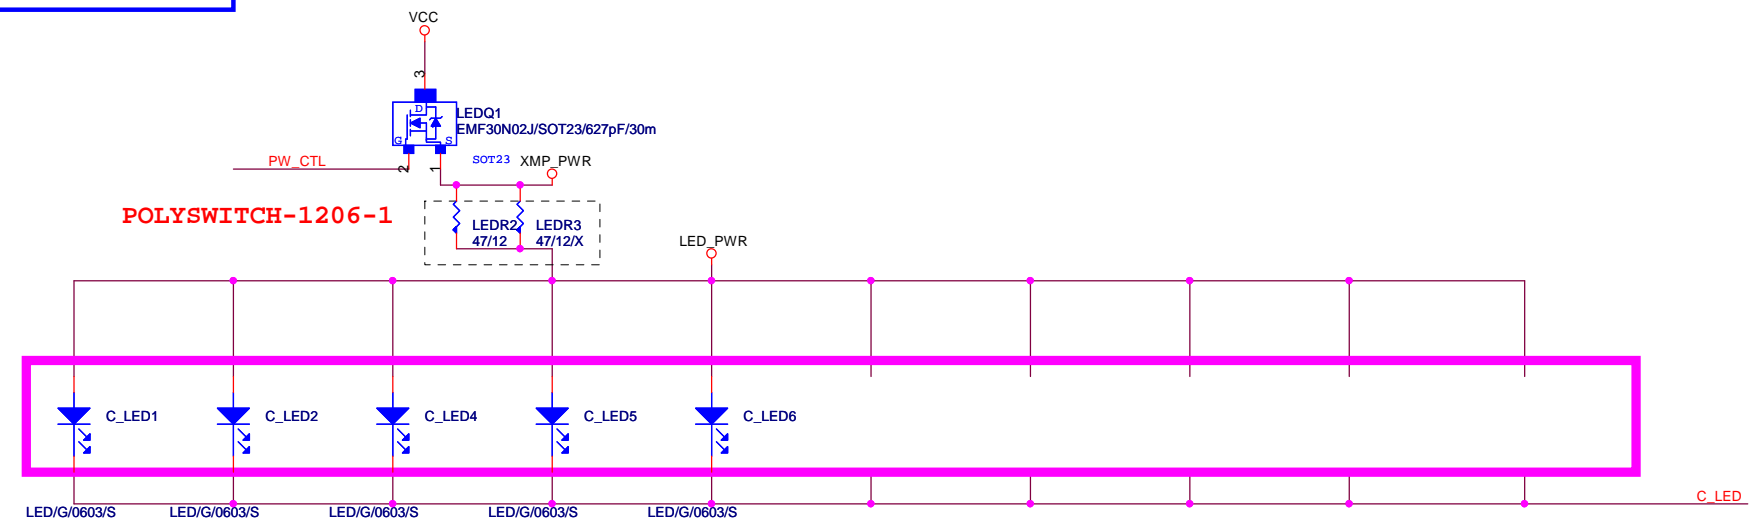 VCC
3
D
LEDQ1
EMF30N02J/SOT23/627pF/30m
G
S
PW_CTL
2
1
SOT23
XMP_PWR
POLYSWITCH-1206-1
LEDR2
47/12
LEDR3
47/12/X
LED_PWR
C_LED1
C_LED2
C_LED4
C_LED5
C_LED6
C_LED
LED/G/0603/S
LED/G/0603/S
LED/G/0603/S
LED/G/0603/S
LED/G/0603/S